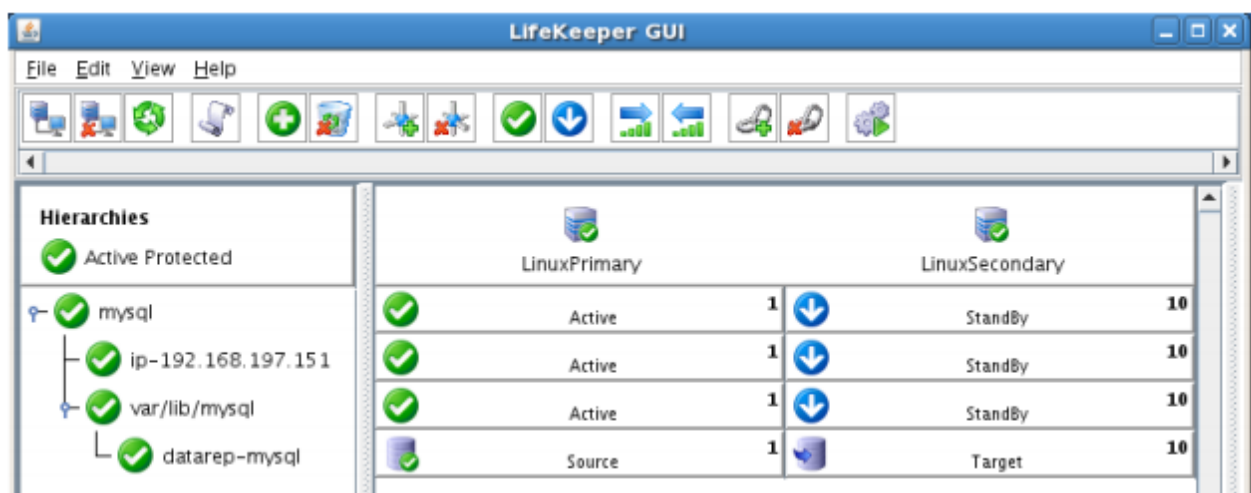 LifeKeeper GUI
File Edit View Help
Hierarchies
Active Protected
LinuxPrimary LinuxSecondary
mysql Active 1 StandBy 10
ip-192.168.197.151 Active 1 StandBy 10
var/lib/mysql Active 1 StandBy 10
datarep-mysql Source 1 Target 10